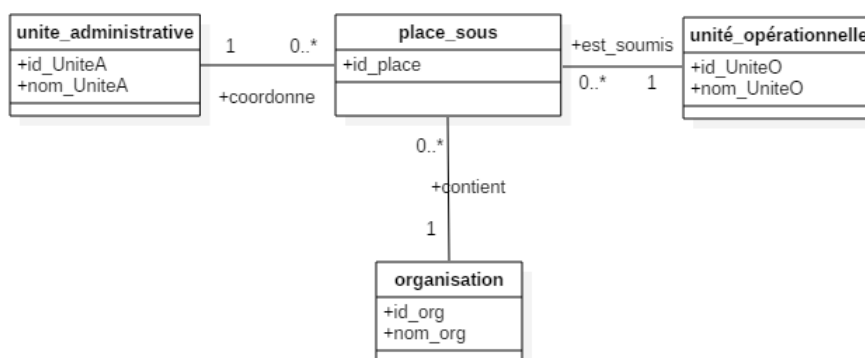 unite_administrative
1
0..*
+id_UniteA
+nom_UniteA
+coordonne
place_sous
+id_place
+est_soumis
0..*
1
unité_opérationnelle
+id_UniteO
+nom_UniteO
0..*
+contient
1
organisation
+id_org
+nom_org